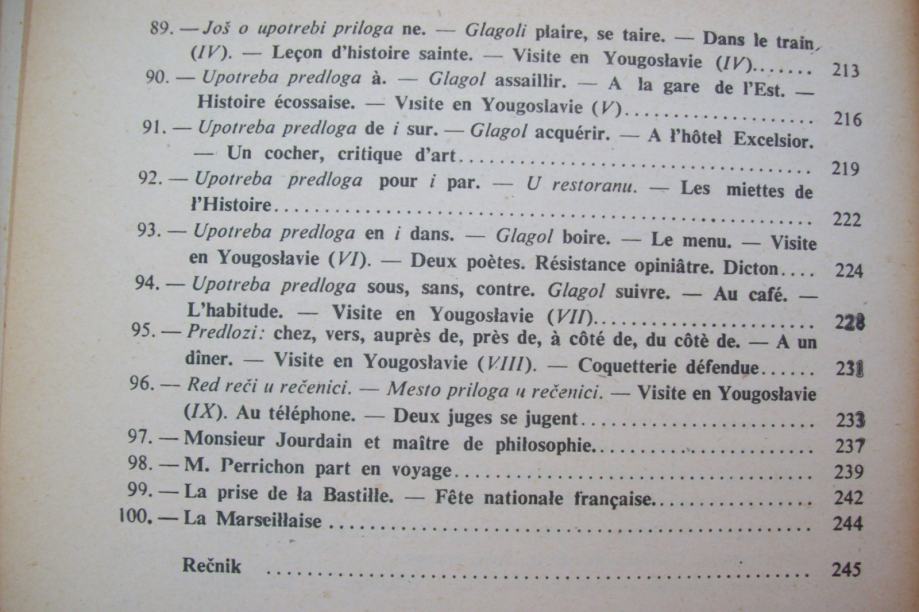 89. — Još o upotrebi priloga ne. — Glagoli plaire, se taire. — Dans le train
(IV). — Leçon d'histoire sainte. — Visite en Yougoslavie (IV)....... 213
90. — Upotreba predloga à. — Glagol assaillir. — A la gare de l'Est. —
Histoire écossaise. — Visite en Yougoslavie (V).................... 216
91. — Upotreba predloga de i sur. — Glagol acquérir. — A l'hôtel Excelsior.
— Un cocher, critique d'art.................................... 219
92. — Upotreba predloga pour i par. — U restoranu. — Les miettes de
l'Histoire........................................................ 222
93. — Upotreba predloga en i dans. — Glagol boire. — Le menu. — Visite
en Yougoslavie (VI). — Deux poètes. Résistance opiniâtre. Dicton.... 224
94. — Upotreba predloga sous, sans, contre. Glagol suivre. — Au café. —
L'habitude. — Visite en Yougoslavie (VII)........................ 228
95. — Predlozi: chez, vers, auprès de, près de, à côté de, du côtè de. — A un
dîner. — Visite en Yougoslavie (VIII). — Coquetterie défendue...... 231
96. — Red reči u rečenici. — Mesto priloga u rečenici. — Visite en Yougoslavie
(IX). Au téléphone. — Deux juges se jugent......................... 233
97. — Monsieur Jourdain et maître de philosophie........................ 237
98. — M. Perrichon part en voyage....................................... 239
99. — La prise de la Bastille. — Fête nationale française.................. 242
100. — La Marseillaise .................................................. 244
Rečnik .......................................................... 245